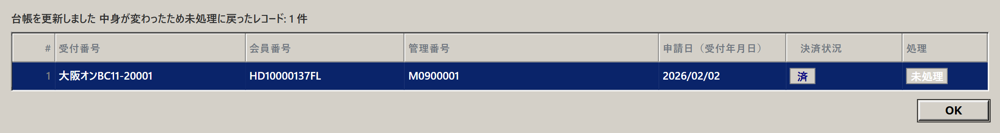 台帳を更新しました 中身が変わったため未処理に戻ったレコード: 1 件
# 受付番号 会員番号 管理番号 申請日（受付年月日） 決済状況 処理
1 大阪オンBC11-20001 HD10000137FL M0900001 2026/02/02 済 未処理
OK